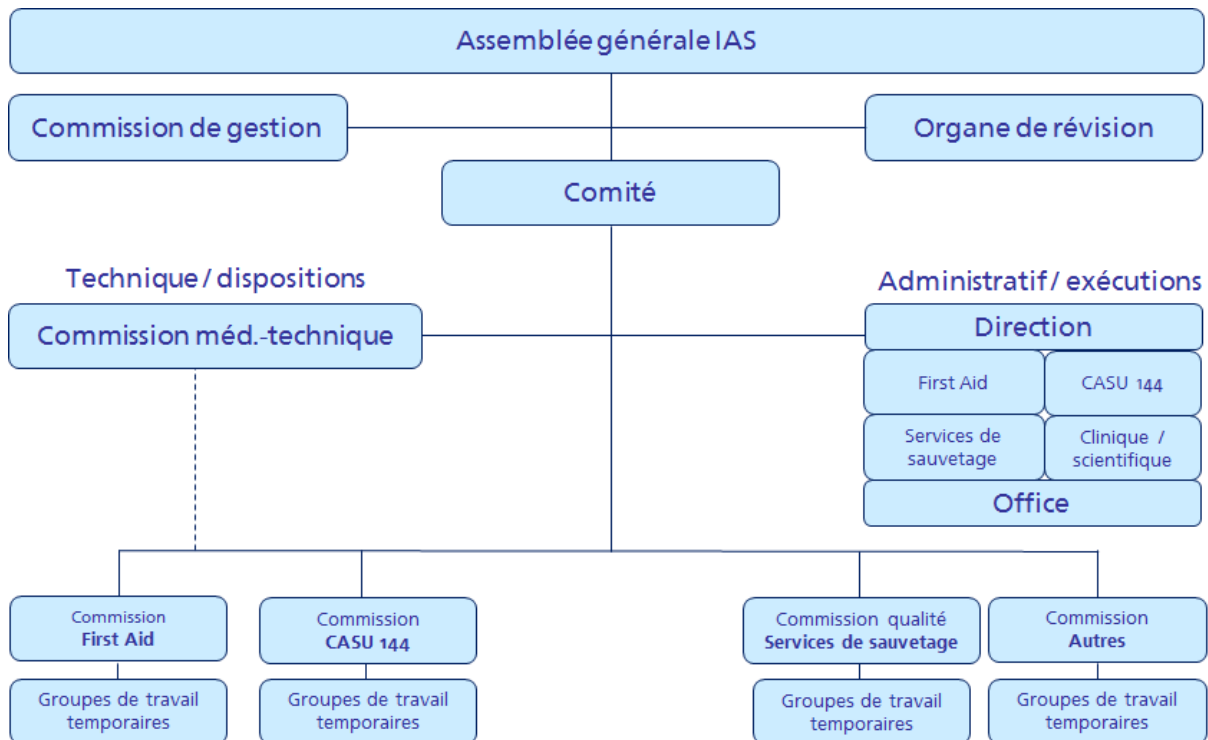 Assemblée générale IAS
Commission de gestion
Organe de révision
Comité
Technique / dispositions
Administratif / exécutions
Commission méd.-technique
Direction
First Aid
CASU 144
Services de
sauvetage
Clinique /
scientifique
Office
Commission
First Aid
Commission
CASU 144
Commission qualité
Services de sauvetage
Commission
Autres
Groupes de travail
temporaires
Groupes de travail
temporaires
Groupes de travail
temporaires
Groupes de travail
temporaires